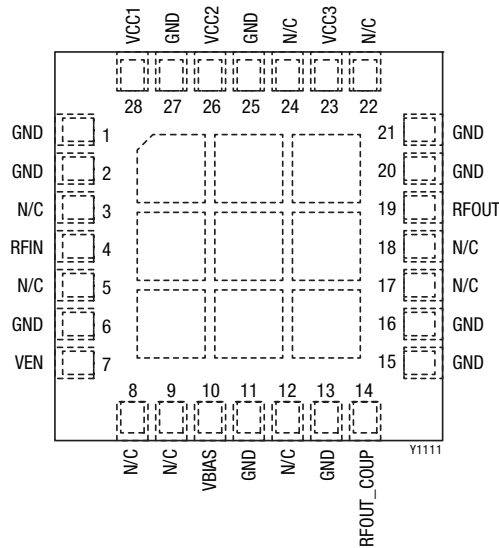 VCC1 GND VCC2 GND N/C VCC3 N/C
28 27 26 25 24 23 22
GND 1 21 GND
GND 2 20 GND
N/C 3 19 RFOUT
RFIN 4 18 N/C
N/C 5 17 N/C
GND 6 16 GND
VEN 7 15 GND
8 9 10 11 12 13 14
N/C N/C VBIAS GND N/C GND RFOUT_COUP
Y1111